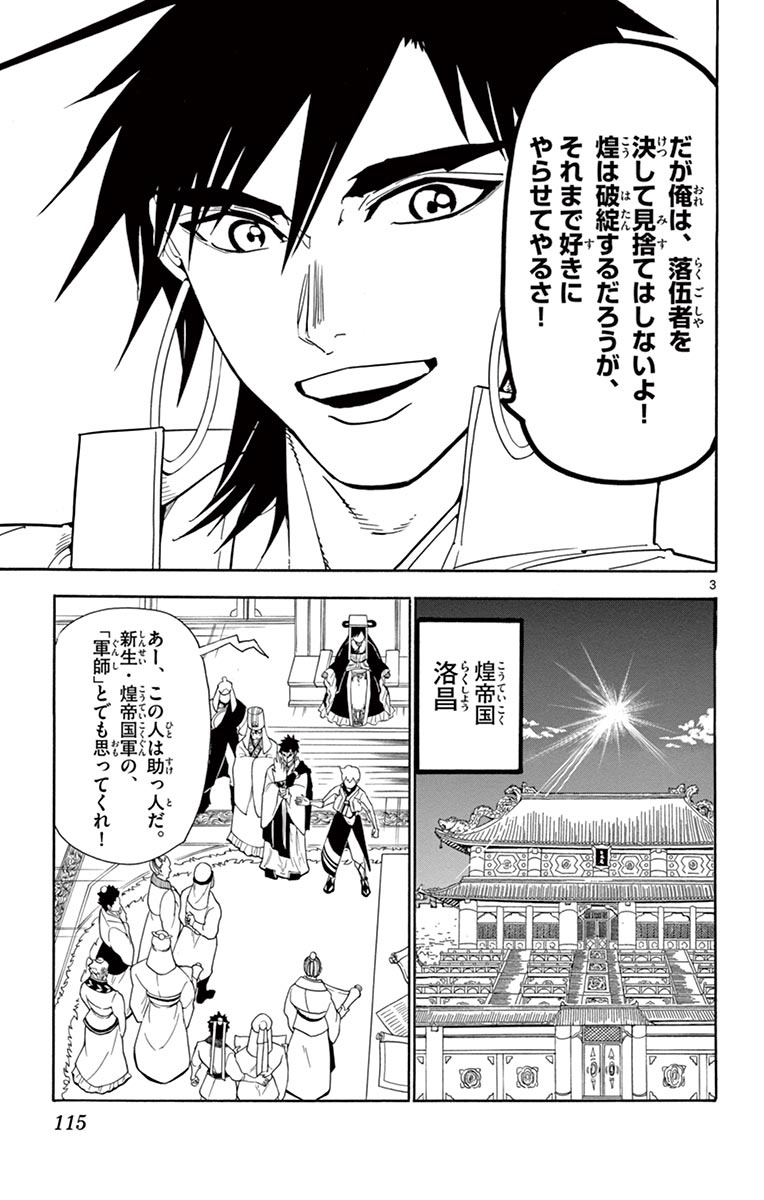 だが俺は、落伍者を
決して見捨てはしないよ!
煌は破綻するだろうが、
それまで好きに
やらせてやるさ!
3
煌帝国
洛昌
あー、この人は助っ人だ。
新生・煌帝国軍の、
「軍師」とでも思ってくれ!
115